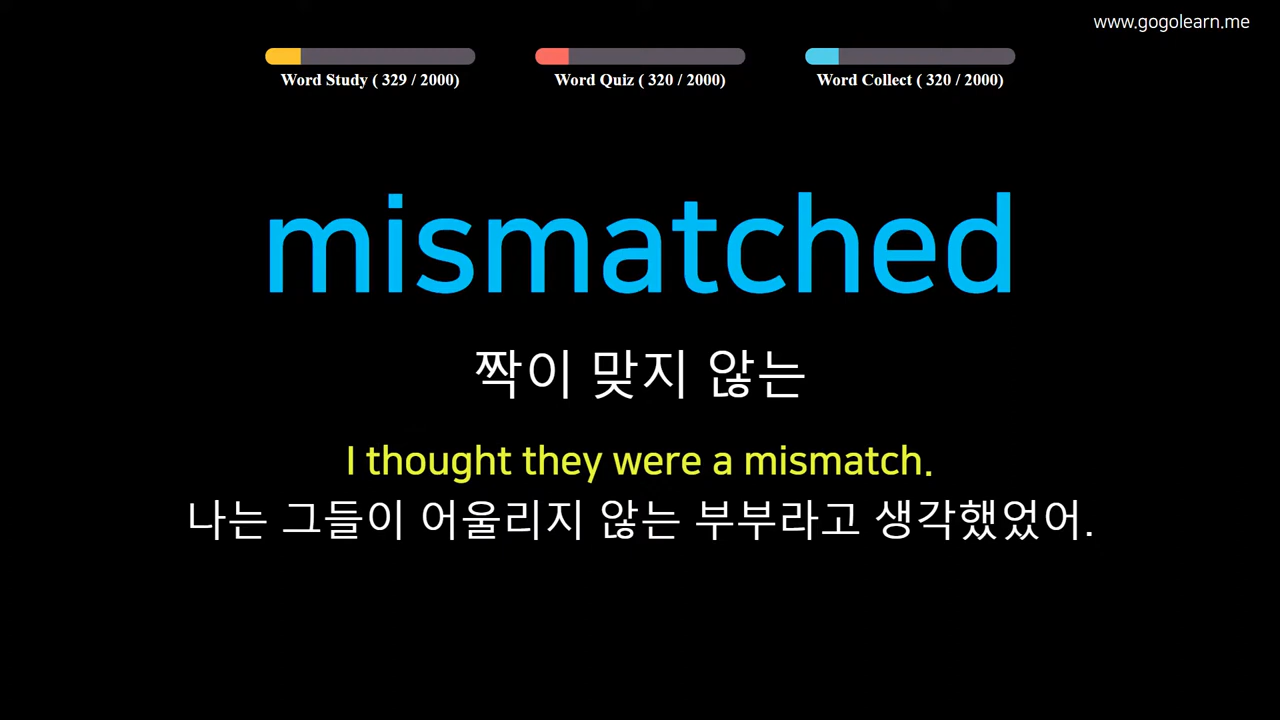 www.gogolearn.me
Word Study ( 329 / 2000)
Word Quiz ( 320 / 2000)
Word Collect ( 320 / 2000)
mismatched
짝이 맞지 않는
I thought they were a mismatch.
나는 그들이 어울리지 않는 부부라고 생각했었어.